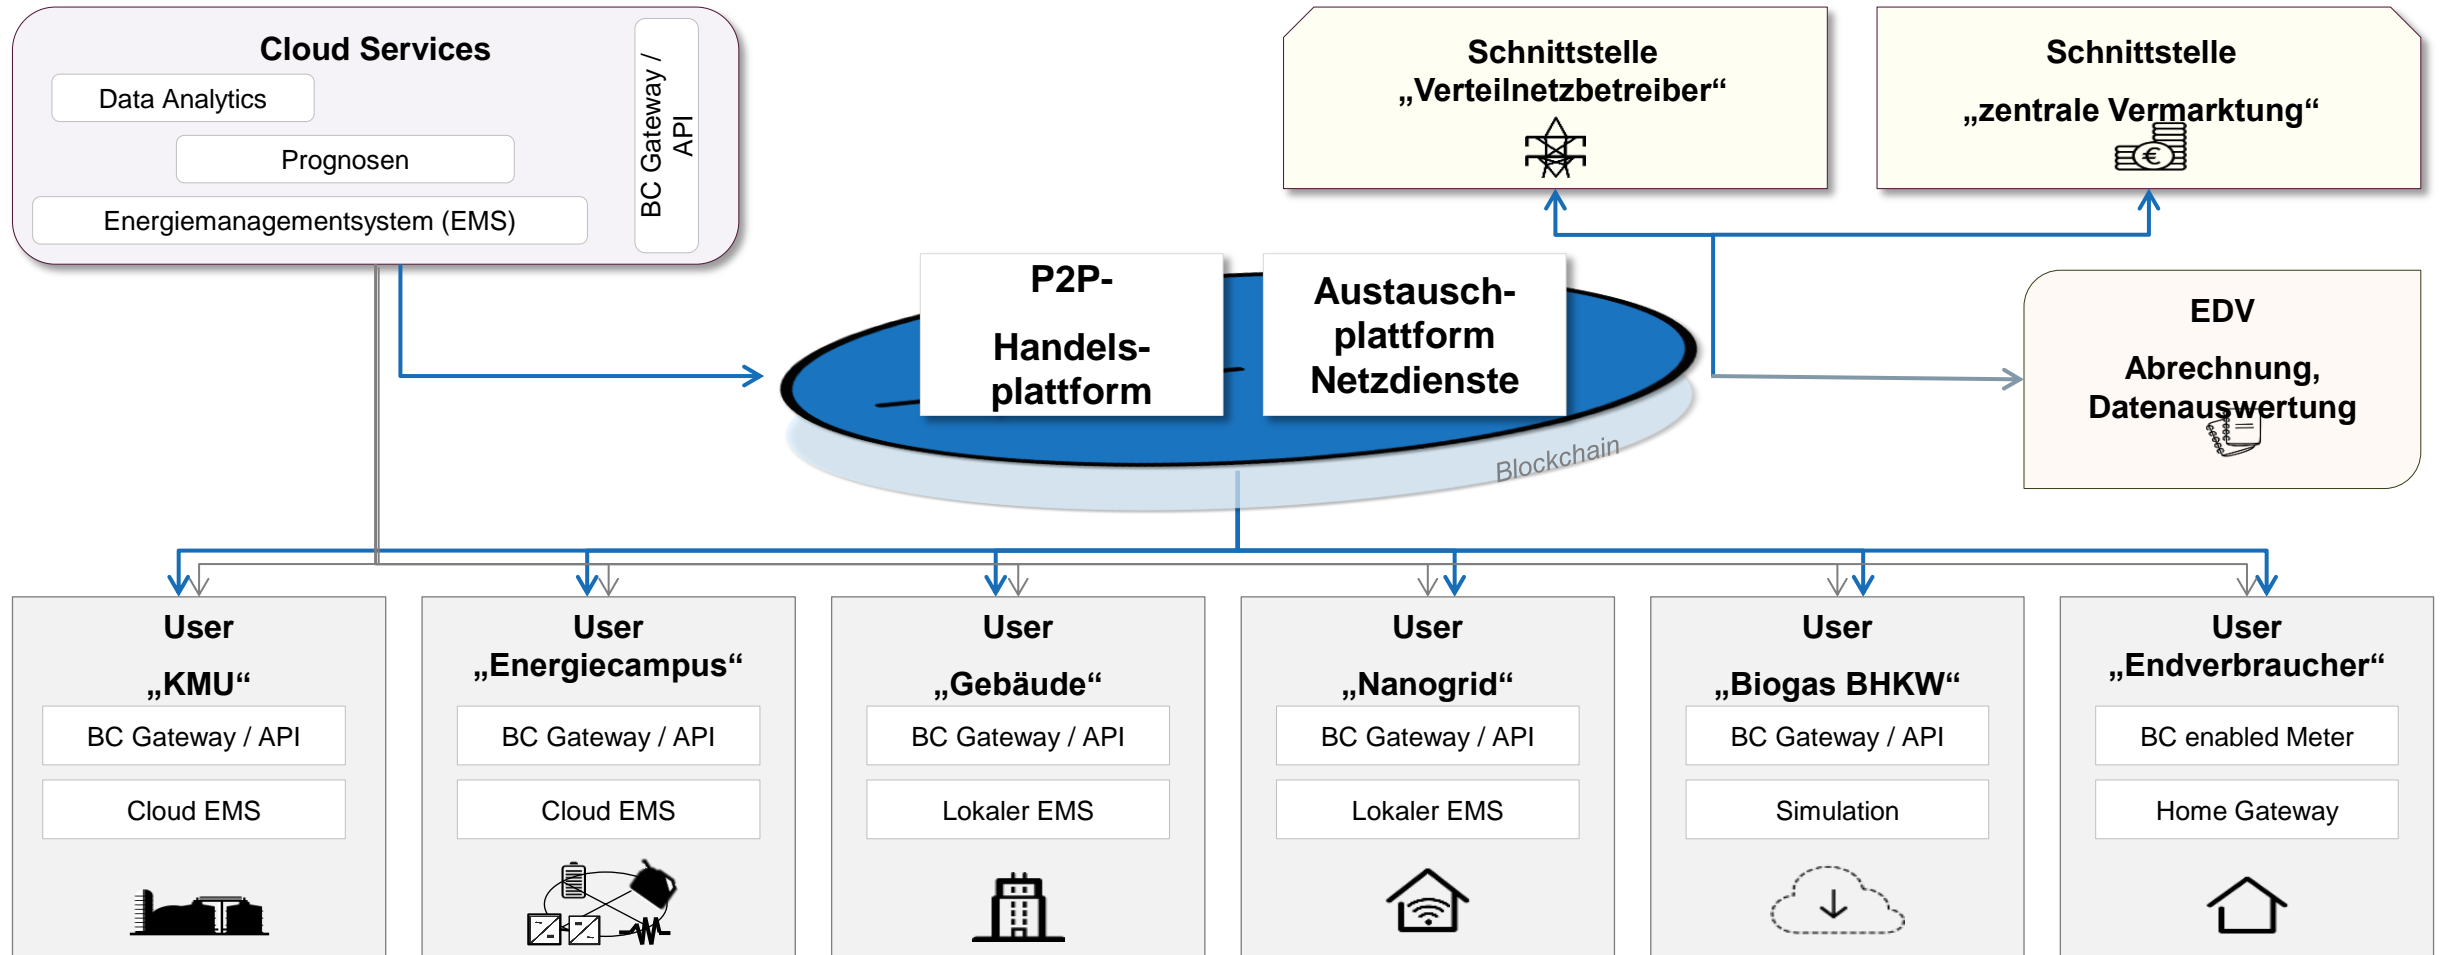 Cloud Services
Data Analytics
Prognosen
Energiemanagementsystem (EMS)
BC Gateway /
API
Schnittstelle
„Verteilnetzbetreiber“
Schnittstelle
„zentrale Vermarktung“
P2P-
Handels-
plattform
Austausch-
plattform
Netzdienste
Blockchain
EDV
Abrechnung,
Datenauswertung
User
„KMU“
BC Gateway / API
Cloud EMS
User
„Energiecampus“
BC Gateway / API
Cloud EMS
User
„Gebäude“
BC Gateway / API
Lokaler EMS
User
„Nanogrid“
BC Gateway / API
Lokaler EMS
User
„Biogas BHKW“
BC Gateway / API
Simulation
User
„Endverbraucher“
BC enabled Meter
Home Gateway